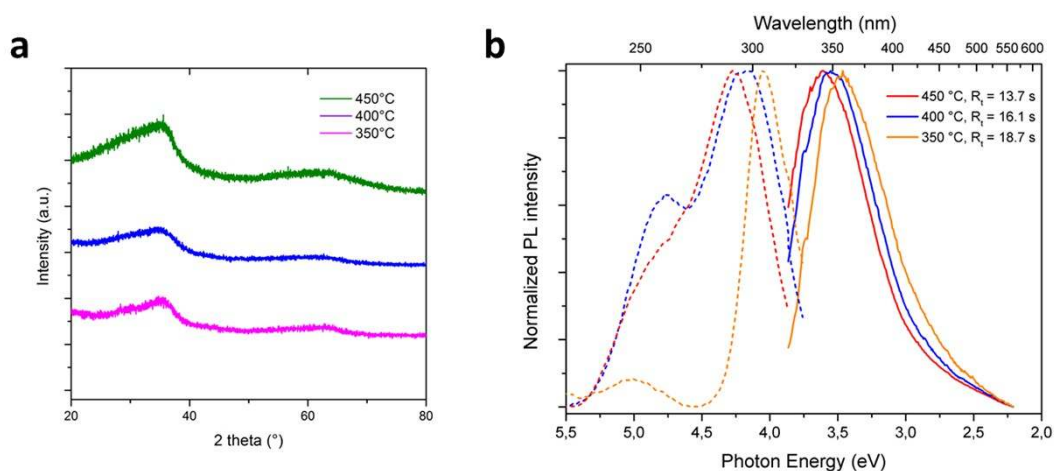 a
450°C
400°C
350°C
Intensity (a.u.)
20 40 60 80
2 theta (°)
b
Wavelength (nm)
250 300 350 400 450 500 550 600
450 °C, Rt = 13.7 s
400 °C, Rt = 16.1 s
350 °C, Rt = 18.7 s
Normalized PL intensity
5,5 5,0 4,5 4,0 3,5 3,0 2,5 2,0
Photon Energy (eV)